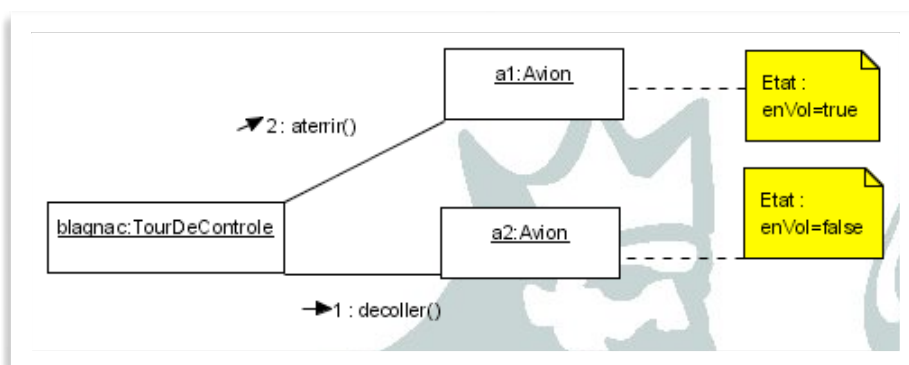 a1:Avion
Etat :
enVol=true
2 : aterrir()
blagnac:TourDeControle
a2:Avion
Etat :
enVol=false
1 : decoller()